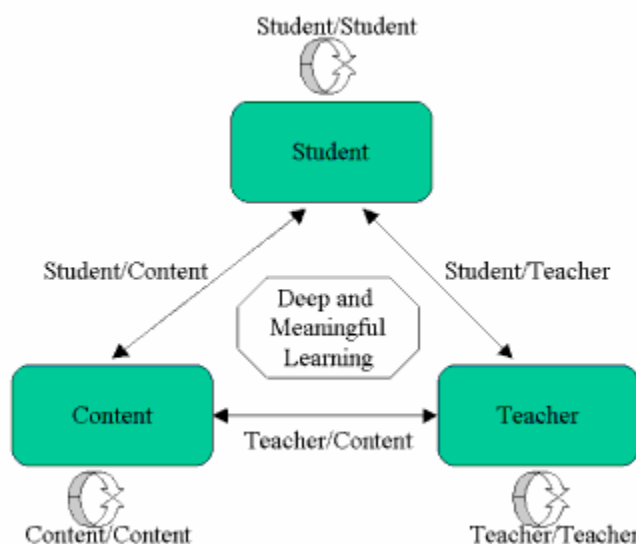 Student/Student
Student
Student/Content
Student/Teacher
Deep and
Meaningful
Learning
Content
Teacher
Teacher/Content
Content/Content
Teacher/Teacher